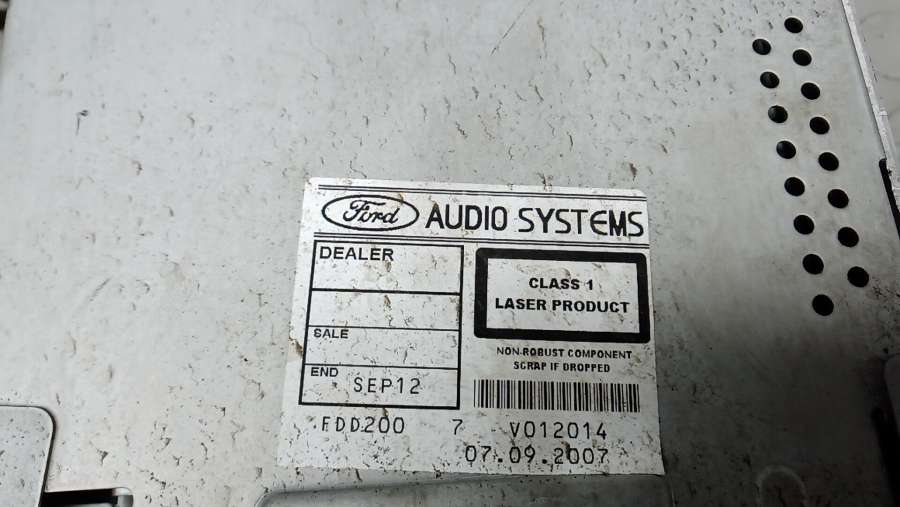 Ford AUDIO SYSTEMS
DEALER
CLASS 1
LASER PRODUCT
SALE
NON-ROBUST COMPONENT
SCRAP IF DROPPED
END SEP12
FDD200 7 V012014
07.09.2007